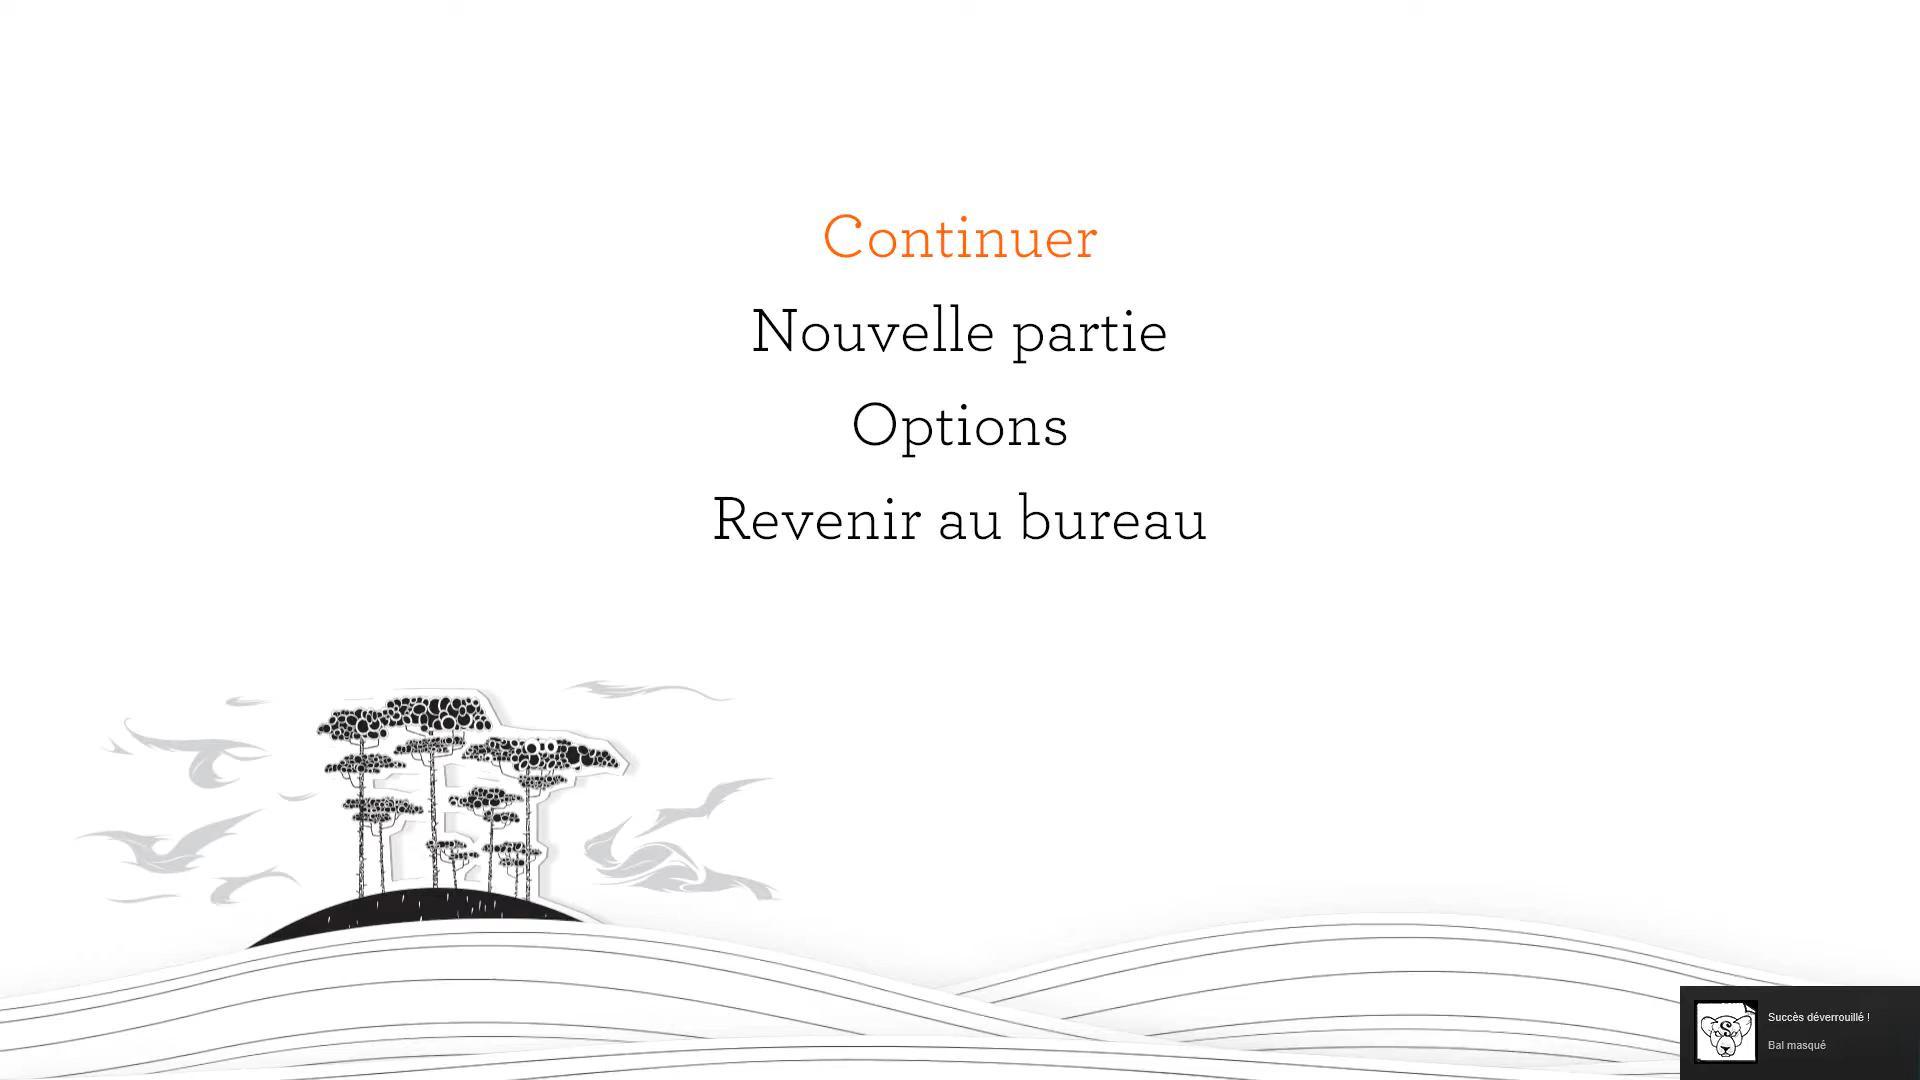 Continuer
Nouvelle partie
Options
Revenir au bureau
Succès déverrouillé !
Bal masqué